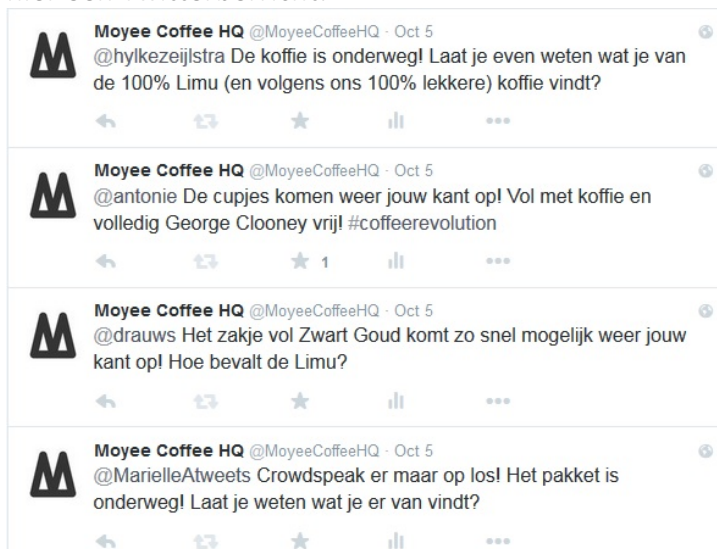 Moyee Coffee HQ @MoyeeCoffeeHQ · Oct 5
@hylkezeijlstra De koffie is onderweg! Laat je even weten wat je van
de 100% Limu (en volgens ons 100% lekkere) koffie vindt?
Moyee Coffee HQ @MoyeeCoffeeHQ · Oct 5
@antonie De cupjes komen weer jouw kant op! Vol met koffie en
volledig George Clooney vrij! #coffeerevolution
1
Moyee Coffee HQ @MoyeeCoffeeHQ · Oct 5
@drauws Het zakje vol Zwart Goud komt zo snel mogelijk weer jouw
kant op! Hoe bevalt de Limu?
Moyee Coffee HQ @MoyeeCoffeeHQ · Oct 5
@MarielleAtweets Crowdspeak er maar op los! Het pakket is
onderweg! Laat je weten wat je er van vindt?